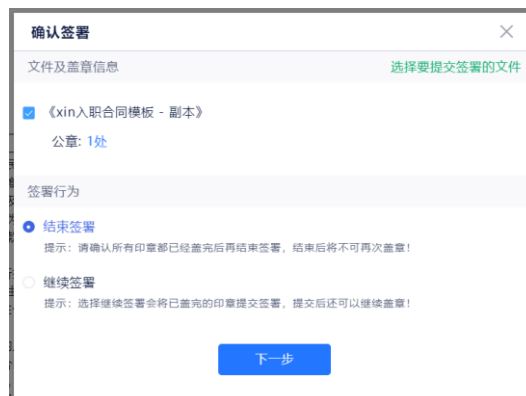 确认签署
文件及盖章信息 选择要提交签署的文件
《xin入职合同模板 - 副本》
公章: 1处
签署行为
结束签署
提示：请确认所有印章都已经盖完后再结束签署，结束后将不可再次盖章！
继续签署
提示：选择继续签署会将已盖完的印章提交签署，提交后还可以继续盖章！
下一步